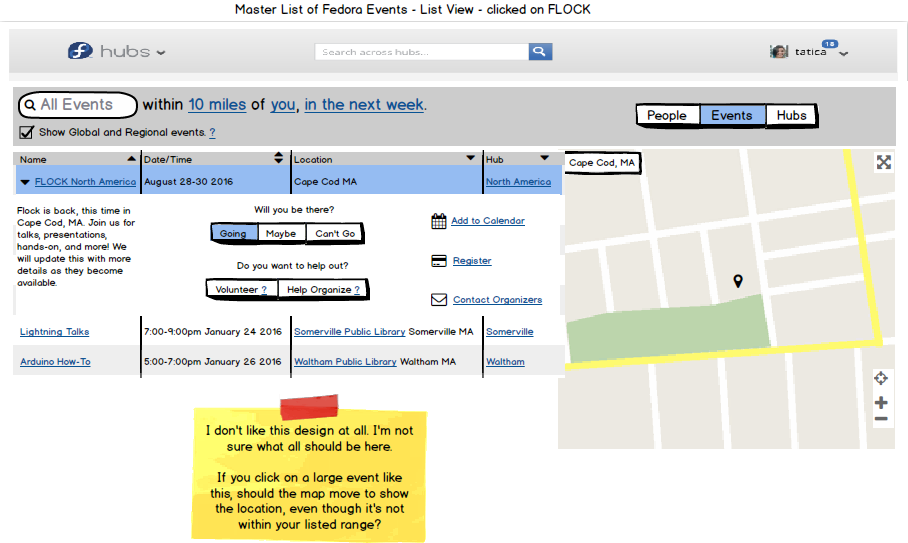 Master List of Fedora Events - List View - clicked on FLOCK
hubs
Search across hubs...
18
tatica
All Events within 10 miles of you, in the next week.
Show Global and Regional events. ?
People Events Hubs
Name Date/Time Location Hub
FLOCK North America August 28-30 2016 Cape Cod MA North America
Cape Cod, MA
Flock is back, this time in
Cape Cod, MA. Join us for
talks, presentations,
hands-on, and more! We
will update this with more
details as they become
available.
Will you be there?
Going Maybe Can't Go
Do you want to help out?
Volunteer ? Help Organize ?
Add to Calendar
Register
Contact Organizers
Lightning Talks 7:00-9:00pm January 24 2016 Somerville Public Library Somerville MA Somerville
Arduino How-To 5:00-7:00pm January 26 2016 Waltham Public Library Waltham MA Waltham
I don't like this design at all. I'm not
sure what all should be here.
If you click on a large event like
this, should the map move to show
the location, even though it's not
within your listed range?